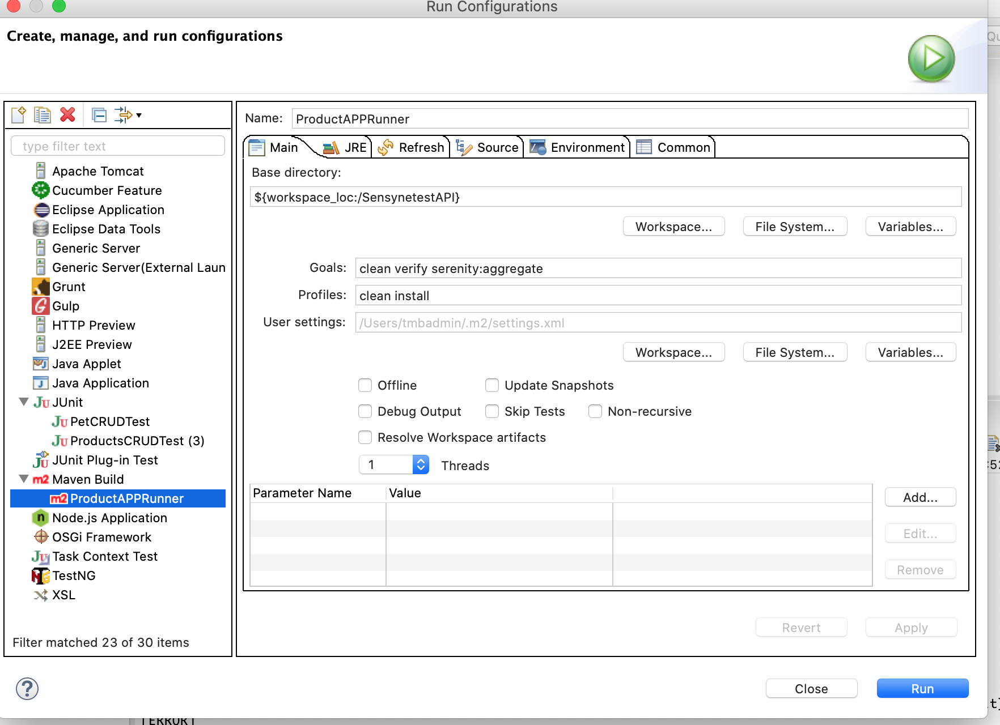 Run Configurations
Create, manage, and run configurations
type filter text
Apache Tomcat
Cucumber Feature
Eclipse Application
Eclipse Data Tools
Generic Server
Generic Server(External Laun
Grunt
Gulp
HTTP Preview
J2EE Preview
Java Applet
Java Application
JUnit
PetCRUDTest
ProductsCRUDTest (3)
JUnit Plug-in Test
Maven Build
ProductAPPRunner
Node.js Application
OSGi Framework
Task Context Test
TestNG
XSL
Filter matched 23 of 30 items
Name: ProductAPPRunner
Main JRE Refresh Source Environment Common
Base directory:
${workspace_loc:/SensynetestAPI}
Workspace... File System... Variables...
Goals: clean verify serenity:aggregate
Profiles: clean install
User settings: /Users/tmbadmin/.m2/settings.xml
Workspace... File System... Variables...
Offline Update Snapshots
Debug Output Skip Tests Non-recursive
Resolve Workspace artifacts
1 Threads
Parameter Name Value
Add...
Edit...
Remove
Revert Apply
Close Run
Qu
:52
t]
[ERROR]